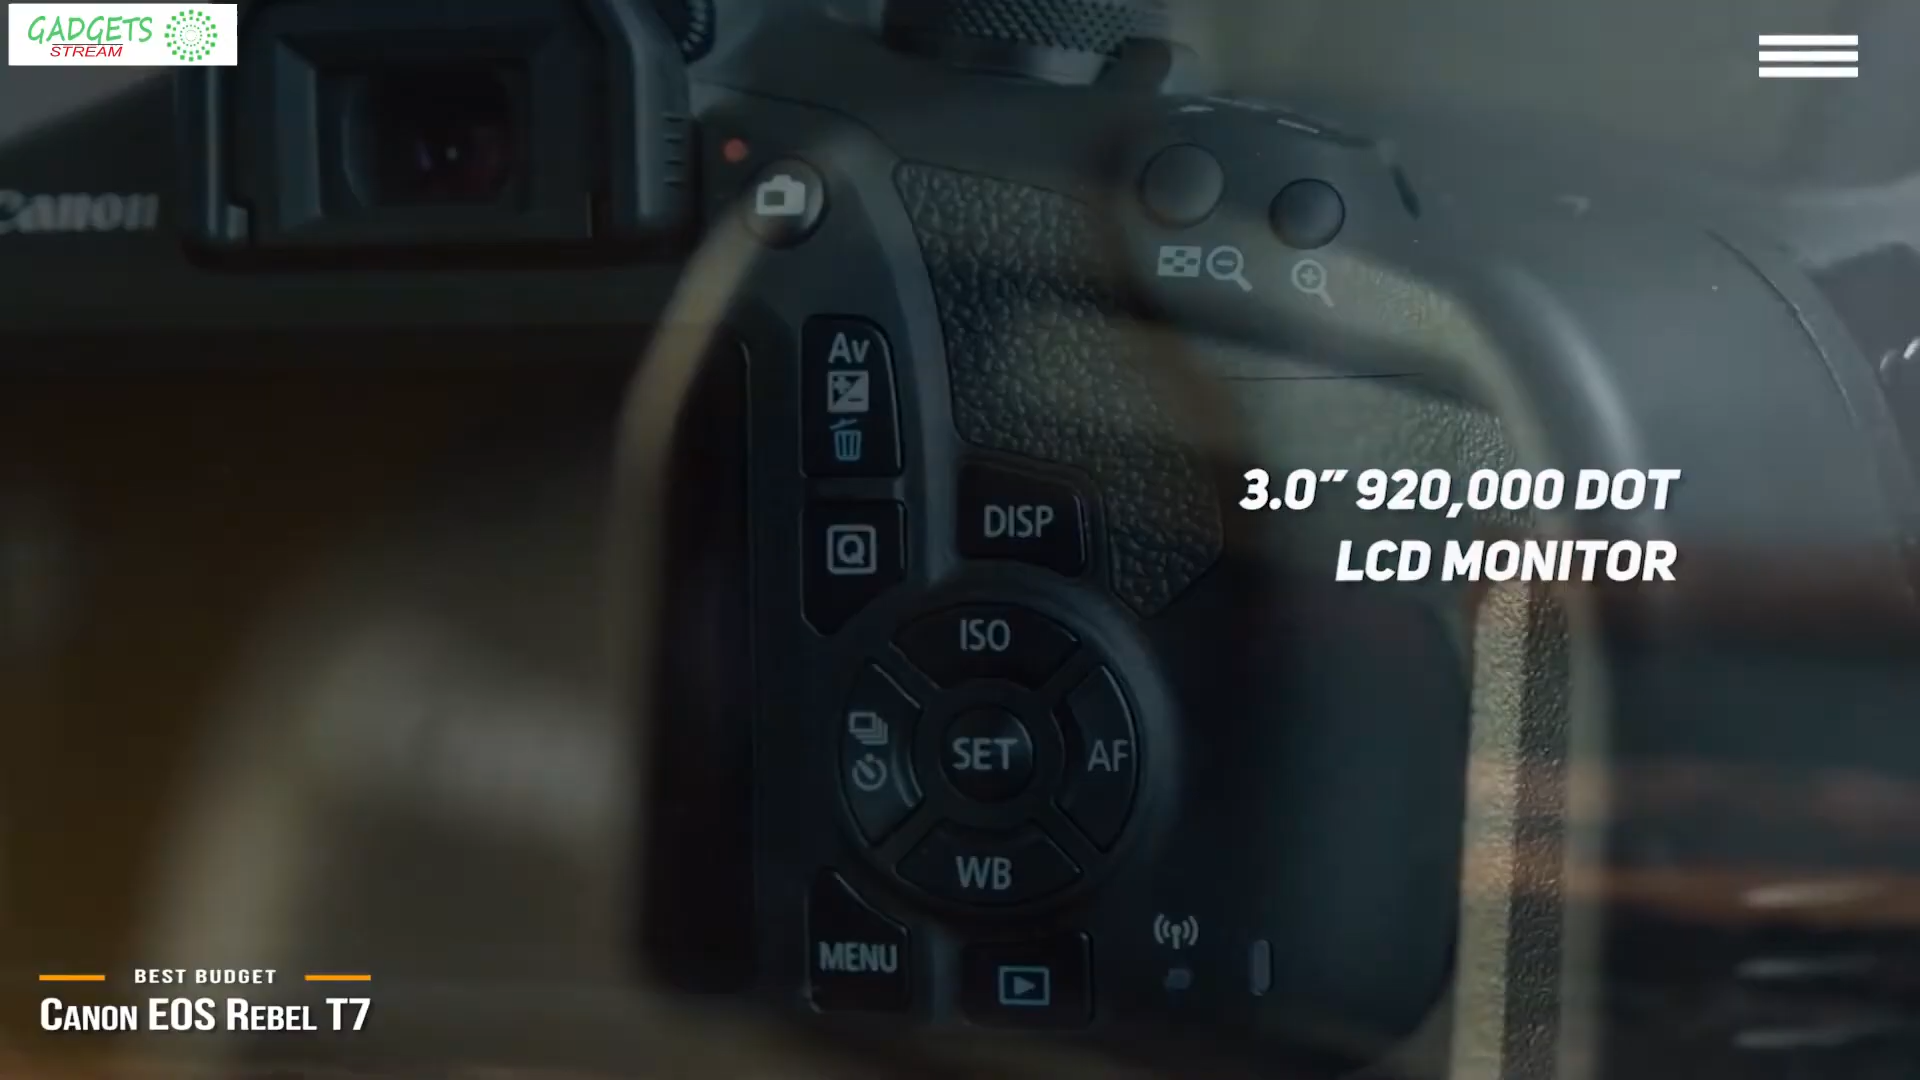 GADGETS
STREAM
Canon
Av
Q
DISP
3.0" 920,000 DOT
LCD MONITOR
ISO
SET
AF
WB
MENU
BEST BUDGET
CANON EOS REBEL T7